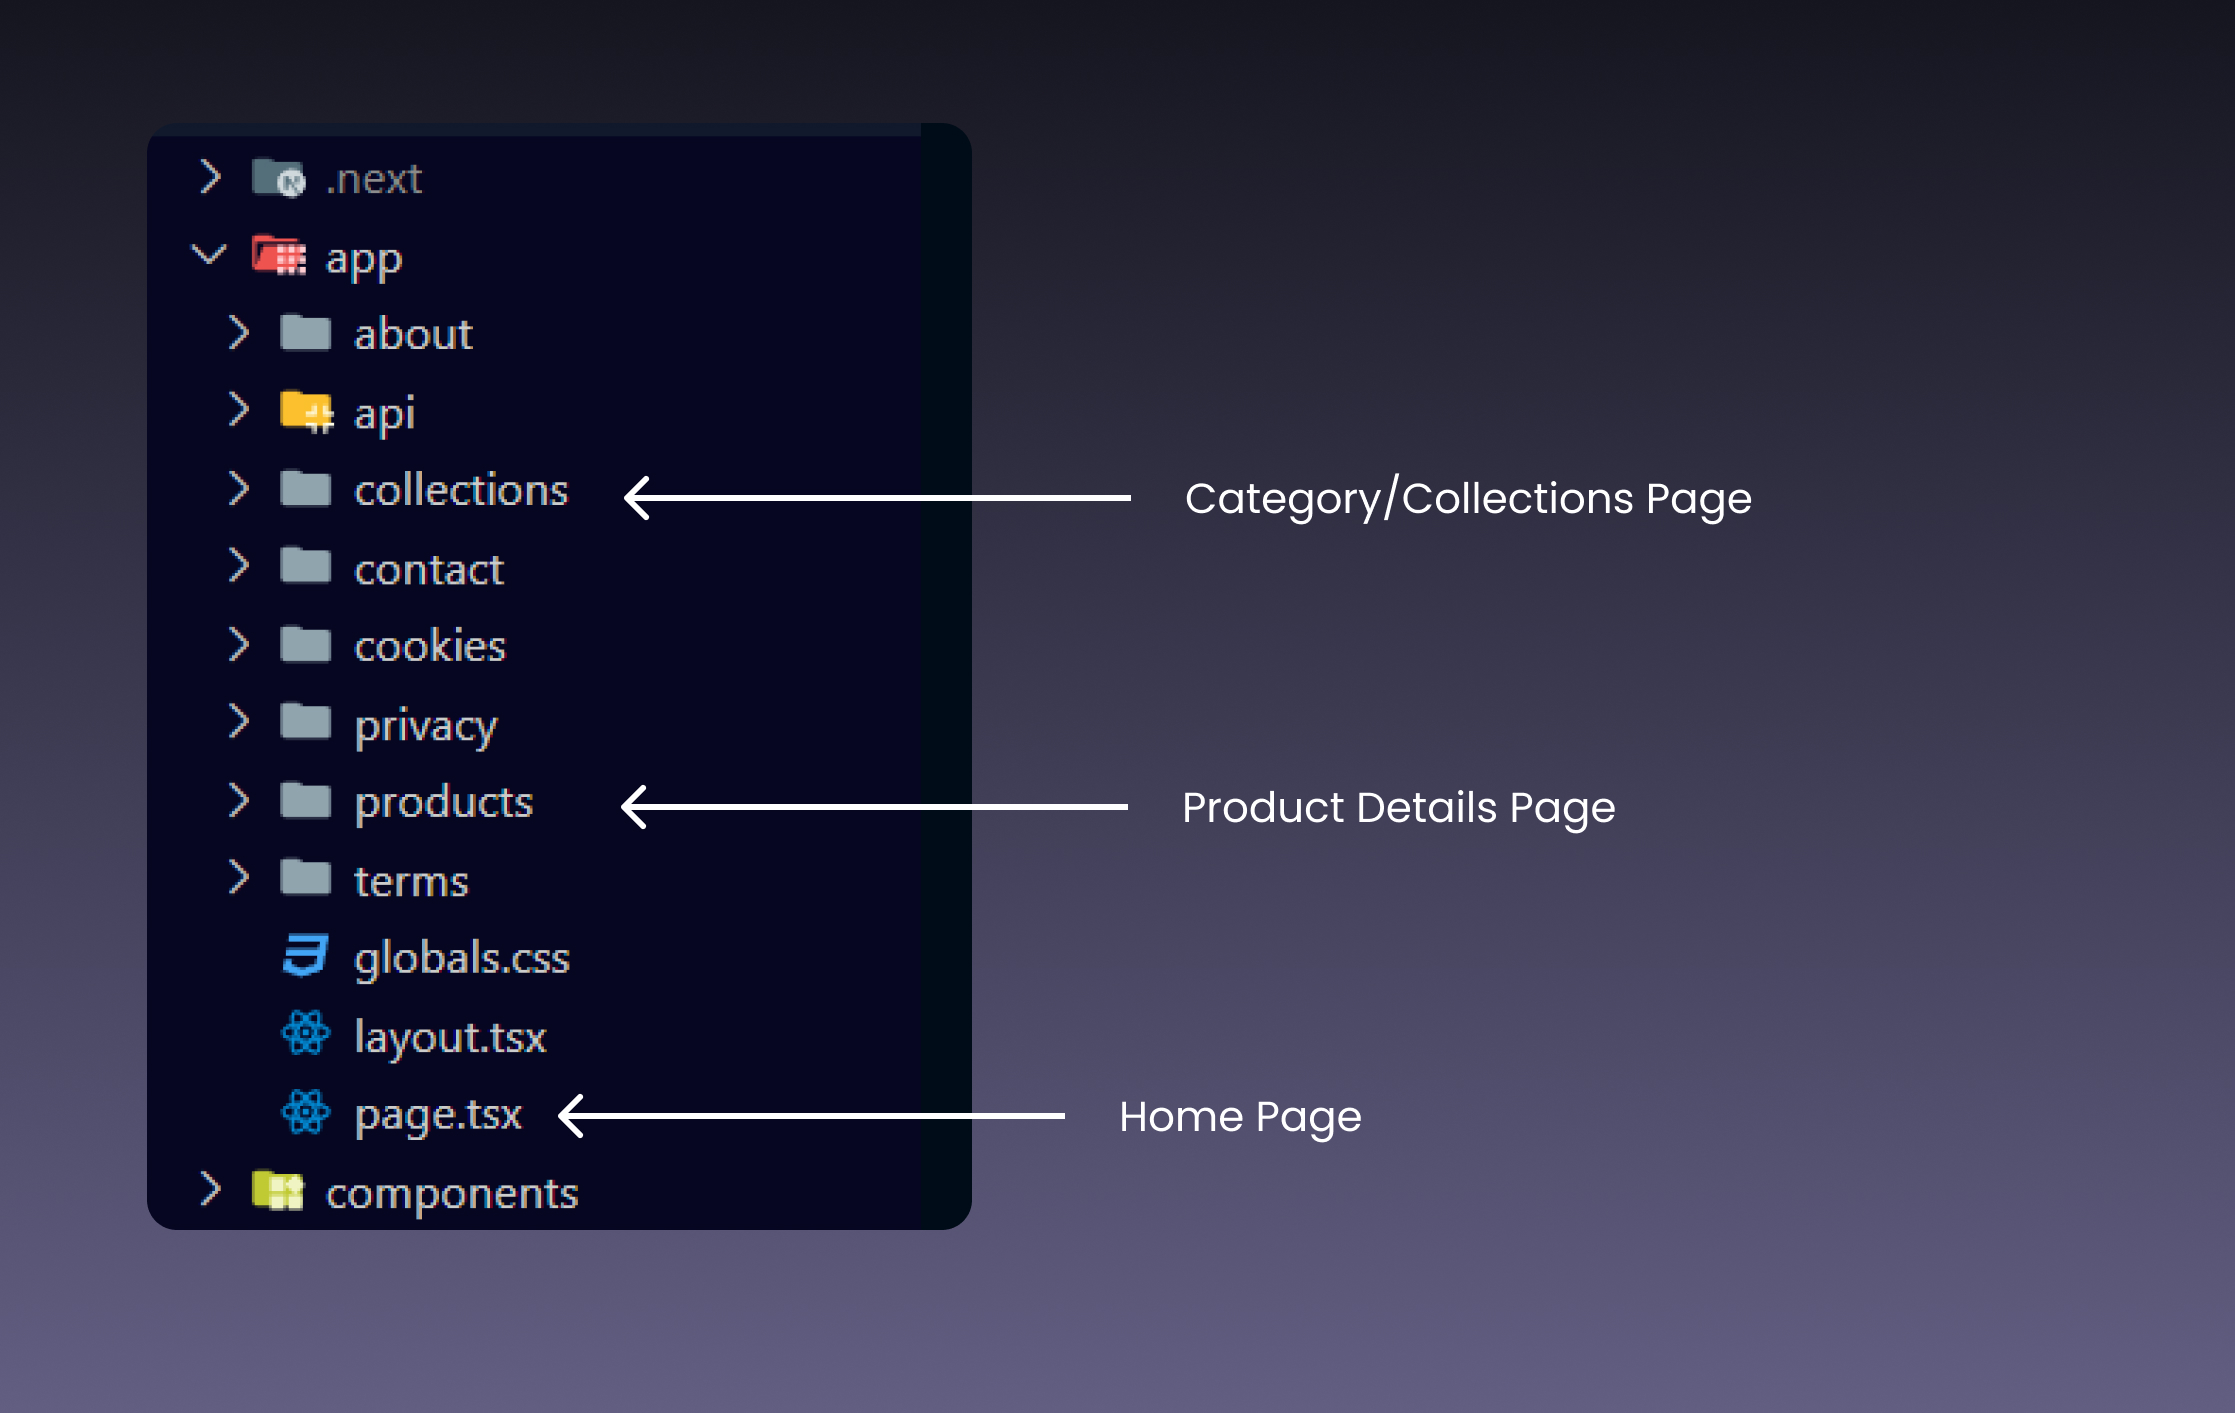 .next
app
about
api
collections
Category/Collections Page
contact
cookies
privacy
products
Product Details Page
terms
globals.css
layout.tsx
page.tsx
Home Page
components